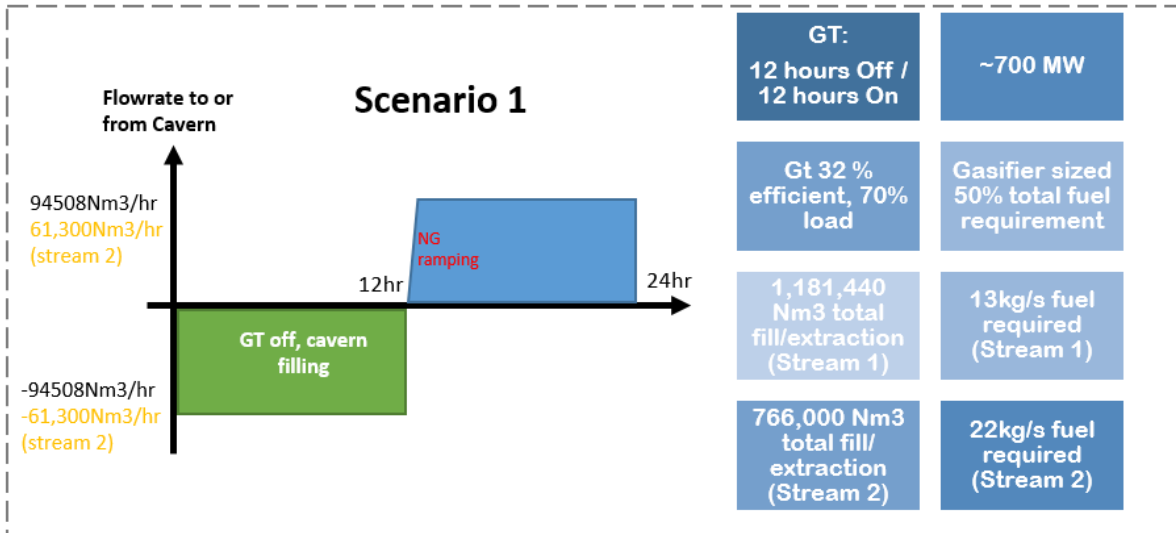 Scenario 1
Flowrate to or
from Cavern
94508Nm3/hr
61,300Nm3/hr
(stream 2)
NG
ramping
12hr
24hr
GT off, cavern
filling
-94508Nm3/hr
-61,300Nm3/hr
(stream 2)
GT:
12 hours Off /
12 hours On
~700 MW
Gt 32 %
efficient, 70%
load
Gasifier sized
50% total fuel
requirement
1,181,440
Nm3 total
fill/extraction
(Stream 1)
13kg/s fuel
required
(Stream 1)
766,000 Nm3
total fill/
extraction
(Stream 2)
22kg/s fuel
required
(Stream 2)